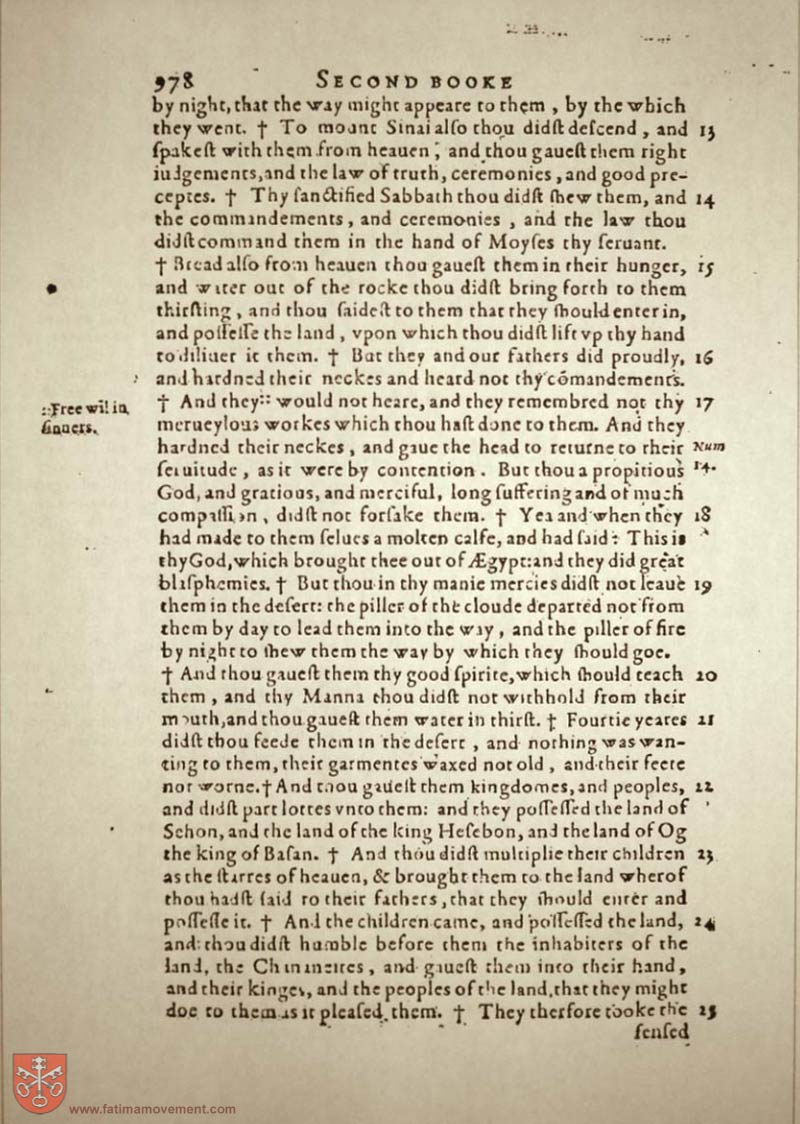 978 SECOND BOOKE
by night, that the way might appeare to them, by the which
they went. † To mount Sinai alſo thou didſt deſcend, and 13
ſpakeſt with them from heauen, and thou gaueſt them right
iudgements, and the law of truth, ceremonies, and good pre-
ceptes. † Thy ſanctified Sabbath thou didſt ſhew them, and 14
the commandements, and ceremonies, and the law thou
didſt command them in the hand of Moyſes thy ſeruant.
† Bread alſo from heauen thou gaueſt them in their hunger, 15
and water out of the rocke thou didſt bring forth to them
thirſting, and thou ſaideſt to them that they ſhould enter in,
and poſſeſſe the land, vpon which thou didſt lift vp thy hand
to diliuer it them. † But they and our fathers did proudly, 16
and hardned their neckes and heard not thy cōmandements.
::Free wil in
ſinners.
† And they :: would not heare, and they remembred not thy 17
merueylous workes which thou haſt done to them. And they
hardned their neckes, and gaue the head to returne to their Num
ſeruitude, as it were by contention. But thou a propitious 14.
God, and gratious, and merciful, long ſuffering and of much
compaſſion, didſt not forſake them. † Yea and when they 18
had made to them ſelues a molten calfe, and had ſaid: This is
thy God, which brought thee out of Ægypt: and they did great
blaſphemies. † But thou in thy manie mercies didſt not leaue 19
them in the deſert: the piller of the cloude departed not from
them by day to lead them into the way, and the piller of fire
by night to ſhew them the way by which they ſhould goe.
† And thou gaueſt them thy good ſpirite, which ſhould teach 20
them, and thy Manna thou didſt not withhold from their
mouth, and thou gaueſt them water in thirſt. † Fourtie yeares 21
didſt thou feede them in the deſert, and nothing was wan-
ting to them, their garmentes waxed not old, and their feete
not worne. † And thou gaueſt them kingdomes, and peoples, 22
and didſt part lottes vnto them: and they poſſeſſed the land of
Sehon, and the land of the king Heſebon, and the land of Og
the king of Baſan. † And thou didſt multiplie their children 23
as the ſtarres of heauen, & brought them to the land wherof
thou hadſt ſaid to their fathers, that they ſhould enter and
poſſeſſe it. † And the children came, and poſſeſſed the land, 24
and thou didſt humble before them the inhabiters of the
land, the Chananeites, and gaueſt them into their hand,
and their kinges, and the peoples of the land, that they might
doe to them as it pleaſed them. † They therfore tooke the 25
fenſed
www.fatimamovement.com